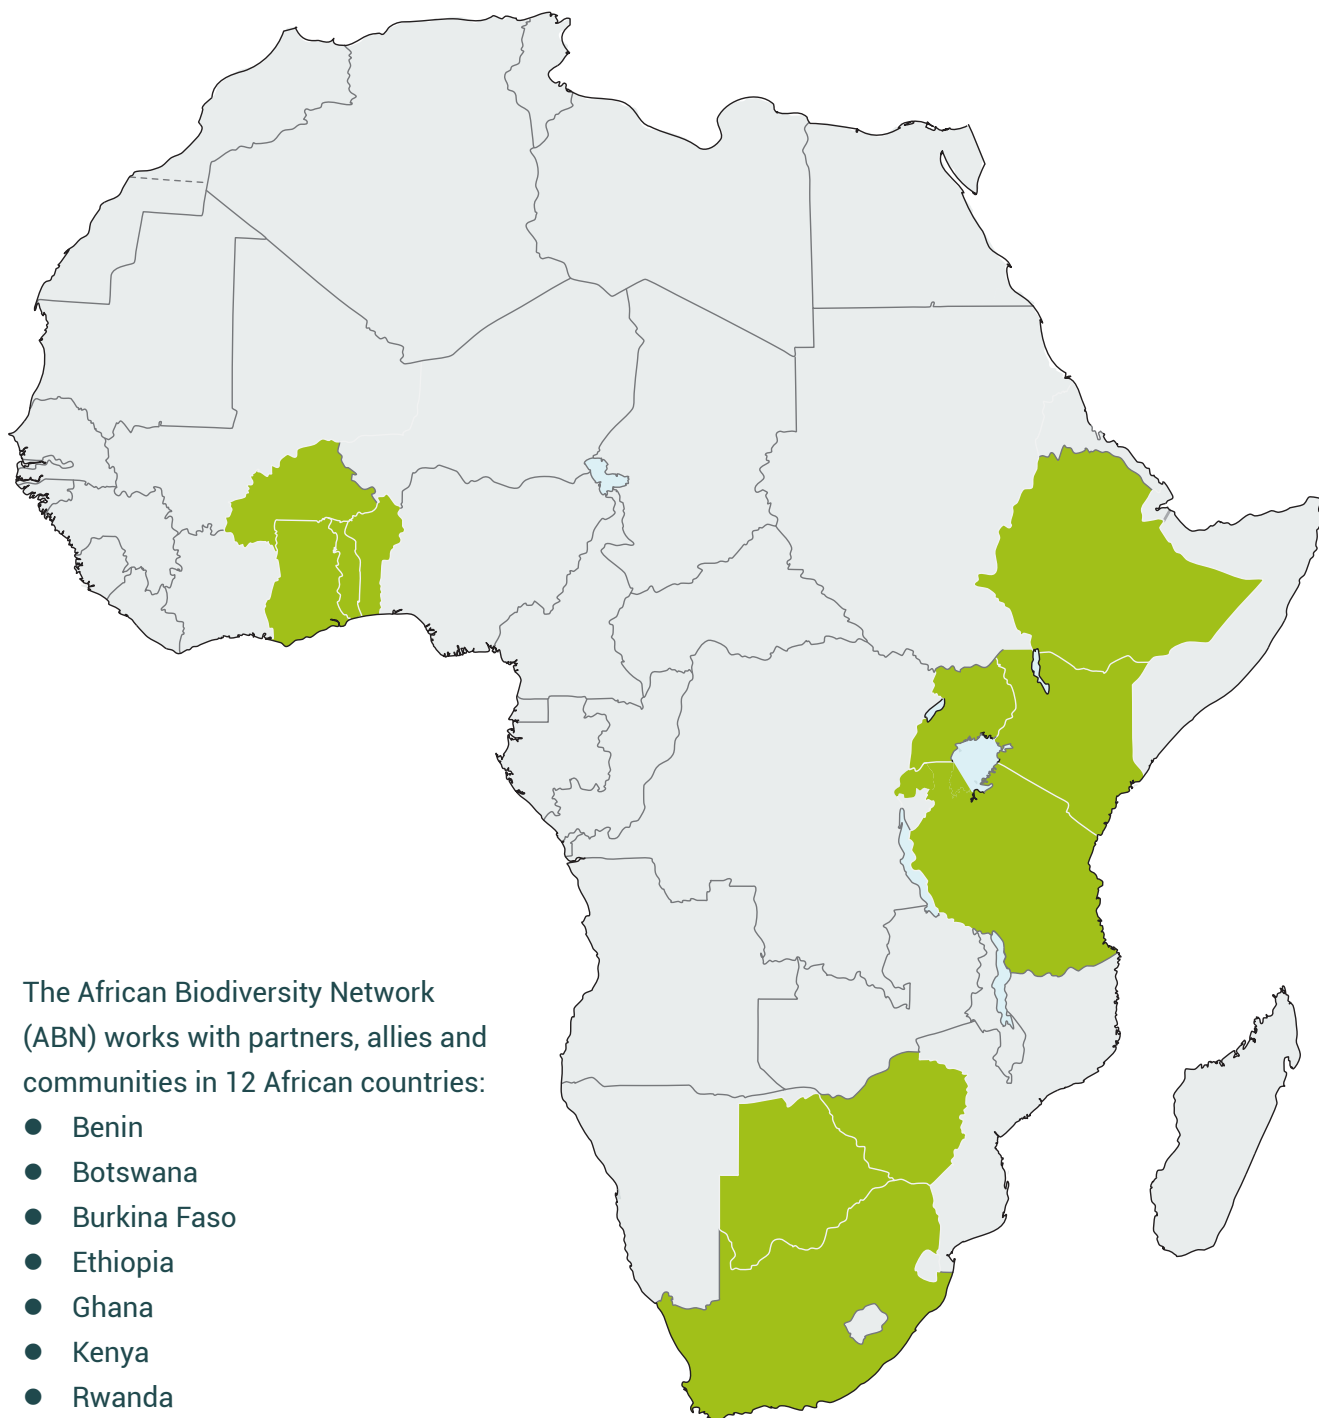 The African Biodiversity Network
(ABN) works with partners, allies and
communities in 12 African countries:
● Benin
● Botswana
● Burkina Faso
● Ethiopia
● Ghana
● Kenya
● Rwanda